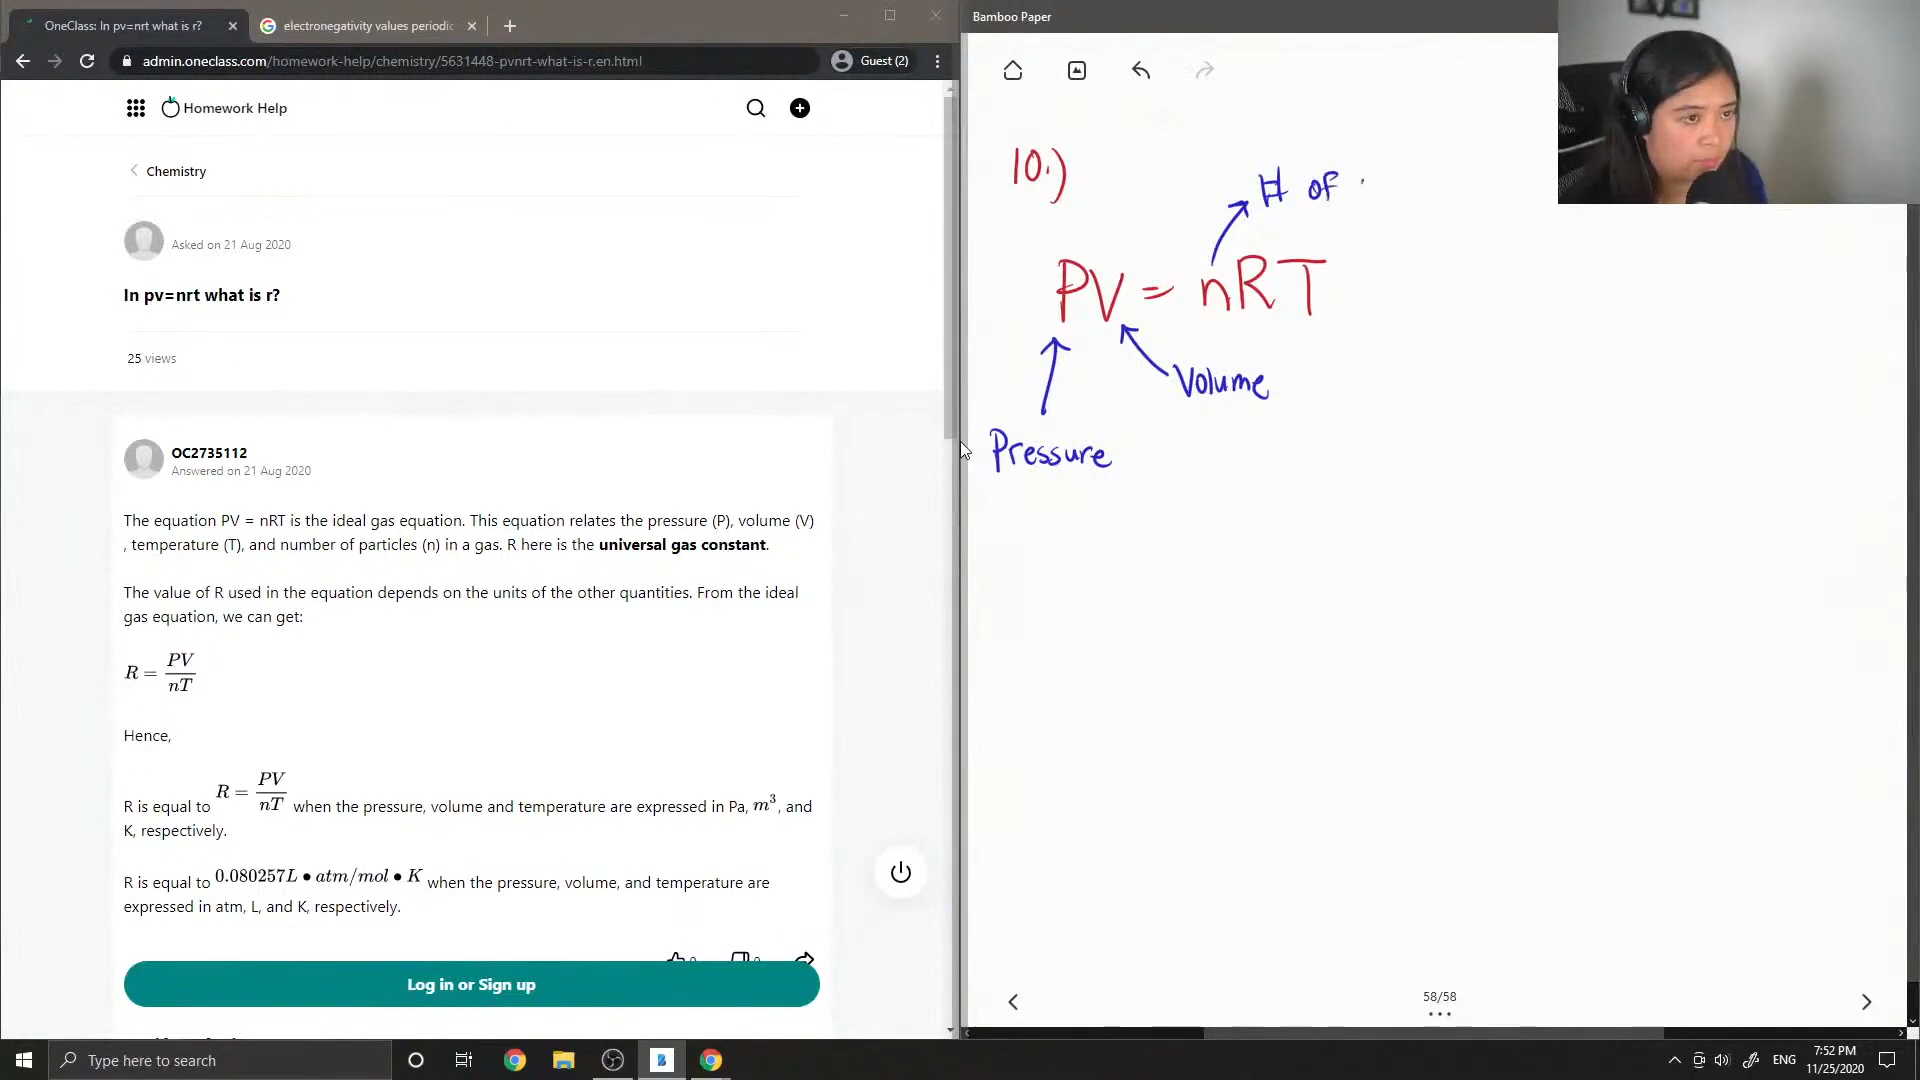 OneClass: In pv=nrt what is r?
electronegativity values periodic
Bamboo Paper
admin.oneclass.com/homework-help/chemistry/5631448-pvnrt-what-is-r.en.html
Guest (2)
Homework Help
Chemistry
Asked on 21 Aug 2020
In pv=nrt what is r?
25 views
OC2735112
Answered on 21 Aug 2020
The equation PV = nRT is the ideal gas equation. This equation relates the pressure (P), volume (V)
, temperature (T), and number of particles (n) in a gas. R here is the universal gas constant.
The value of R used in the equation depends on the units of the other quantities. From the ideal
gas equation, we can get:
R = PV/nT
Hence,
R is equal to R = PV/nT when the pressure, volume and temperature are expressed in Pa, m³, and
K, respectively.
R is equal to 0.080257L•atm/mol•K when the pressure, volume, and temperature are
expressed in atm, L, and K, respectively.
Log in or Sign up
10.)
# of
PV = nRT
Volume
Pressure
58/58
Type here to search
ENG
7:52 PM
11/25/2020